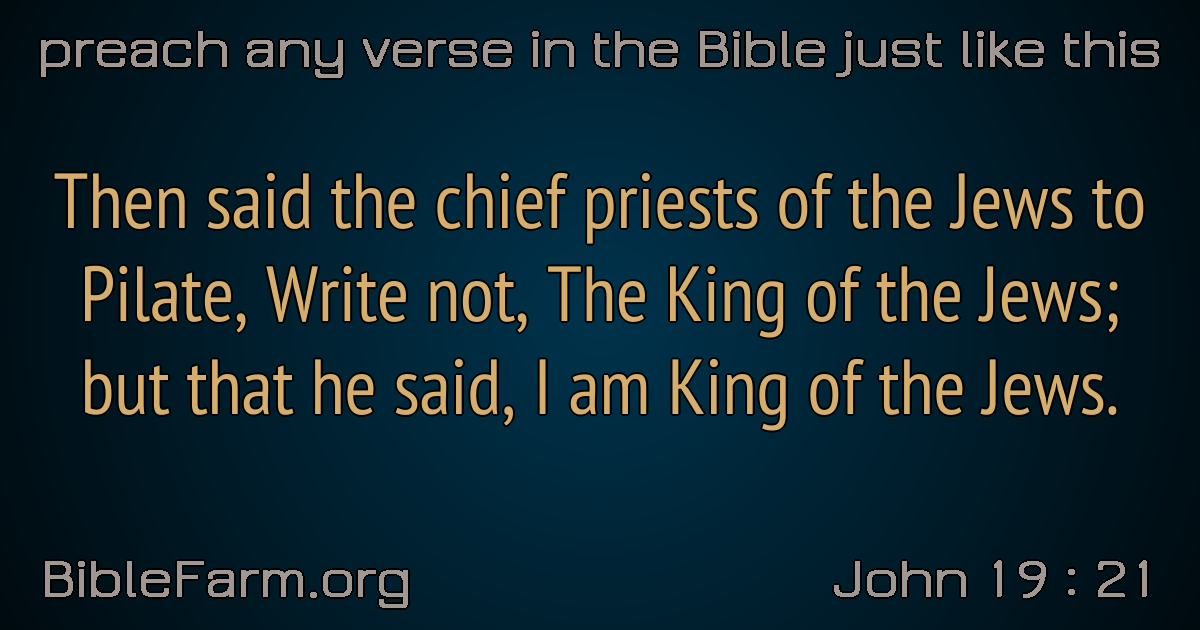 preach any verse in the Bible just like this
Then said the chief priests of the Jews to
Pilate, Write not, The King of the Jews;
but that he said, I am King of the Jews.
BibleFarm.org
John 19 : 21